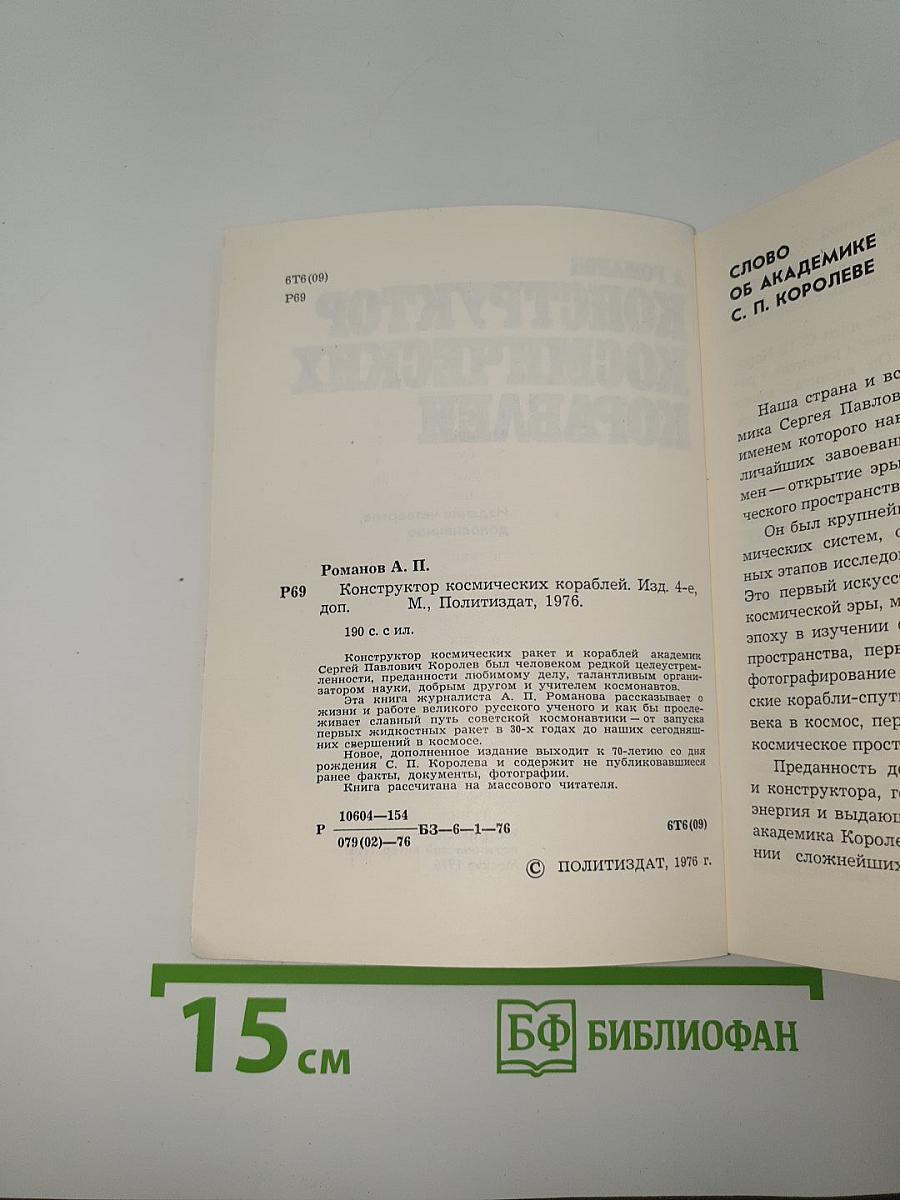 6Т6(09)
Р69
Романов А. П.
Р69 Конструктор космических кораблей. Изд. 4-е,
доп. М., Политиздат, 1976.
190 с. с ил.
Конструктор космических ракет и кораблей академик
Сергей Павлович Королев был человеком редкой целеустрем-
ленности, преданности любимому делу, талантливым органи-
затором науки, добрым другом и учителем космонавтов.
Эта книга журналиста А. П. Романова рассказывает о
жизни и работе великого русского ученого и как бы просле-
живает славный путь советской космонавтики — от запуска
первых жидкостных ракет в 30-х годах до наших сегодняш-
них свершений в космосе.
Новое, дополненное издание выходит к 70-летию со дня
рождения С. П. Королева и содержит не публиковавшиеся
ранее факты, документы, фотографии.
Книга рассчитана на массового читателя.
Р 10604—154
079(02)—76 БЗ—6—1—76 6Т6(09)
© ПОЛИТИЗДАТ, 1976 г.
СЛОВО
ОБ АКАДЕМИКЕ
С. П. КОРОЛЕВЕ
Наша страна и вс
мика Сергея Павлов
именем которого нав
личайших завоеван
мен — открытие эры
ческого пространств
Он был крупней
мических систем, о
ных этапов исследо
Это первый искусс
космической эры, м
эпоху в изучении
пространства, перв
фотографирование
ские корабли-спут
века в космос, пер
космическое прост
Преданность де
и конструктора, г
энергия и выдаю
академика Короле
нии сложнейших
15 см
БФ БИБЛИОФАН